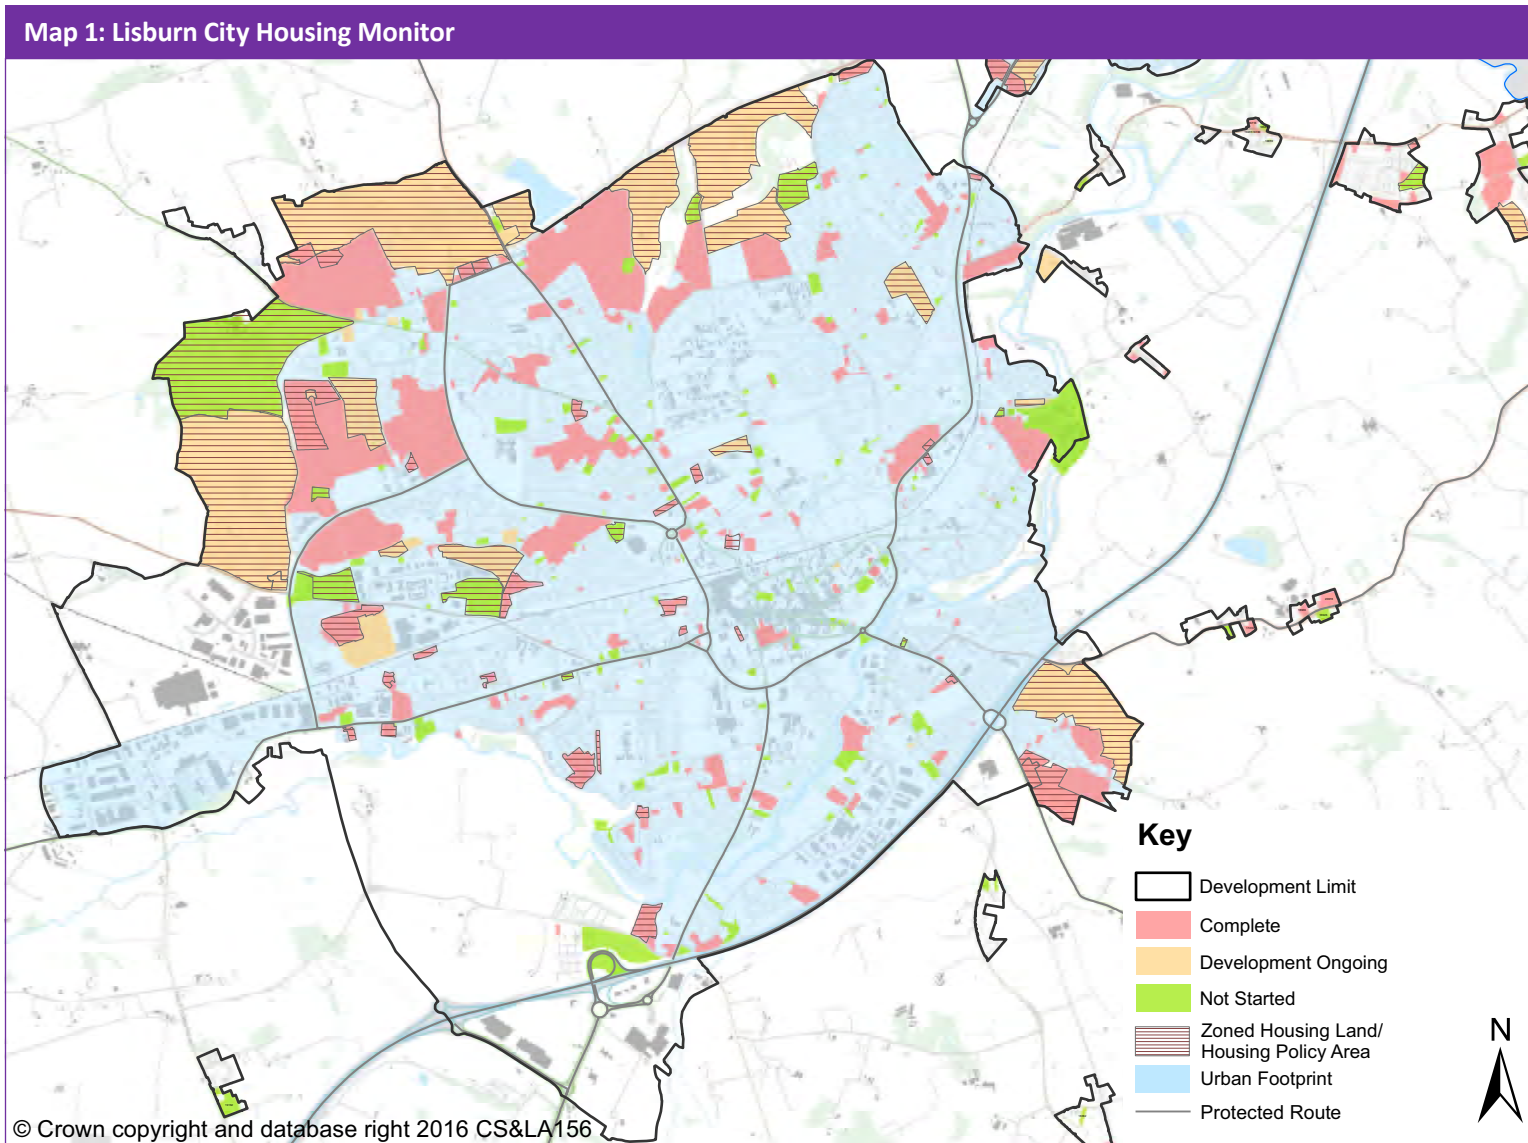 Map 1: Lisburn City Housing Monitor
Key
Development Limit
Complete
Development Ongoing
Not Started
Zoned Housing Land/
Housing Policy Area
Urban Footprint
Protected Route
N
© Crown copyright and database right 2016 CS&LA156